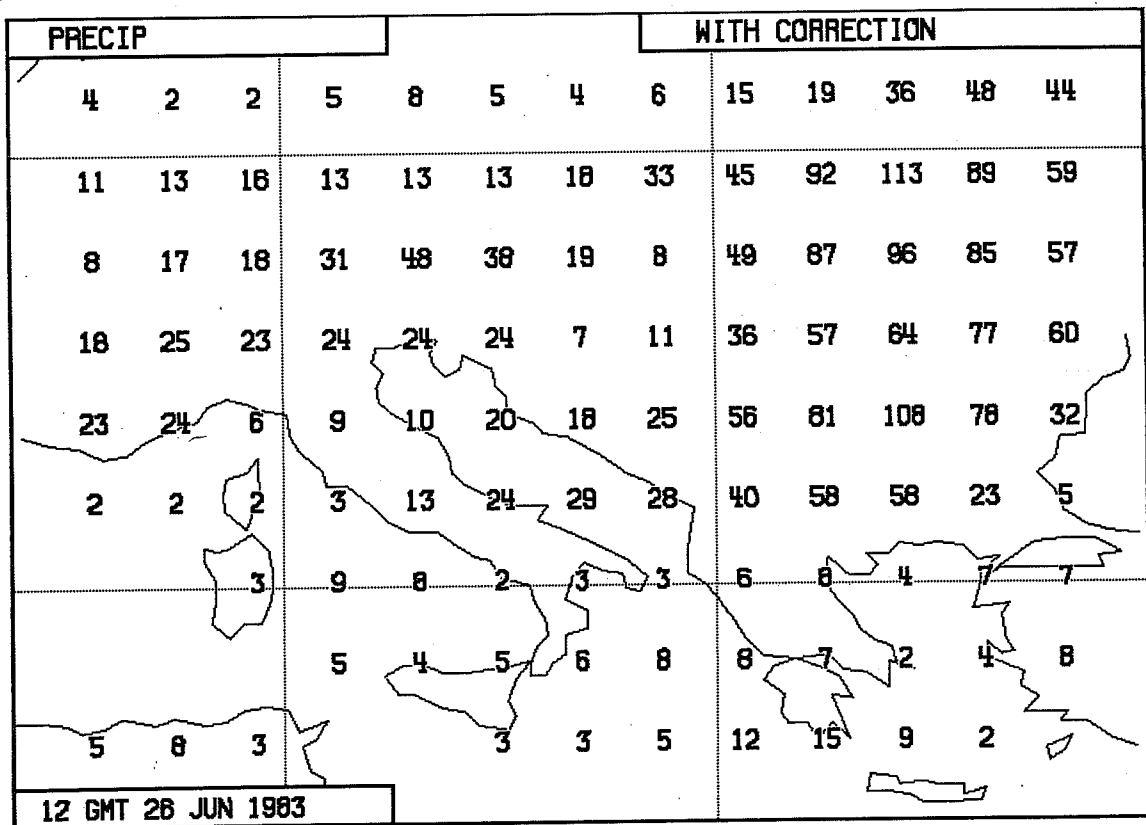 PRECIP WITH CORRECTION
4 2 2 5 8 5 4 6 15 19 36 48 44
11 13 16 13 13 13 18 33 45 92 113 89 59
8 17 18 31 48 38 19 8 49 87 96 85 57
18 25 23 24 24 24 7 11 36 57 64 77 60
23 24 6 9 10 20 18 25 56 81 108 78 32
2 2 2 3 13 24 29 28 40 58 58 23 5
3 9 8 2 3 3 6 8 4 7 7
5 4 5 6 8 8 7 2 4 8
5 8 3 3 3 5 12 15 9 2
12 GMT 26 JUN 1983